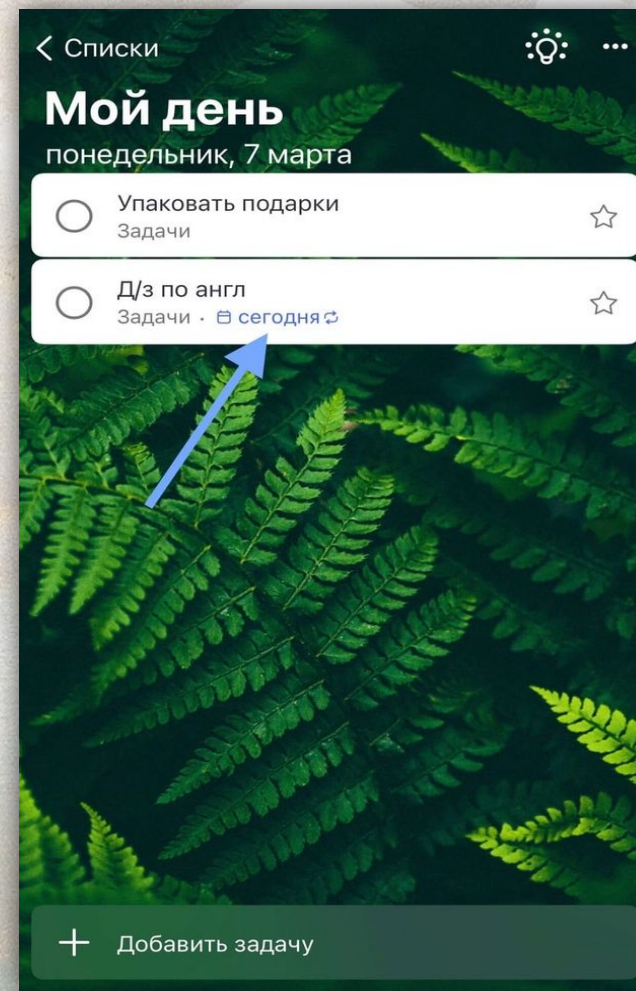 Списки
Мой день
понедельник, 7 марта
Упаковать подарки
Задачи
Д/з по англ
Задачи · сегодня
Добавить задачу